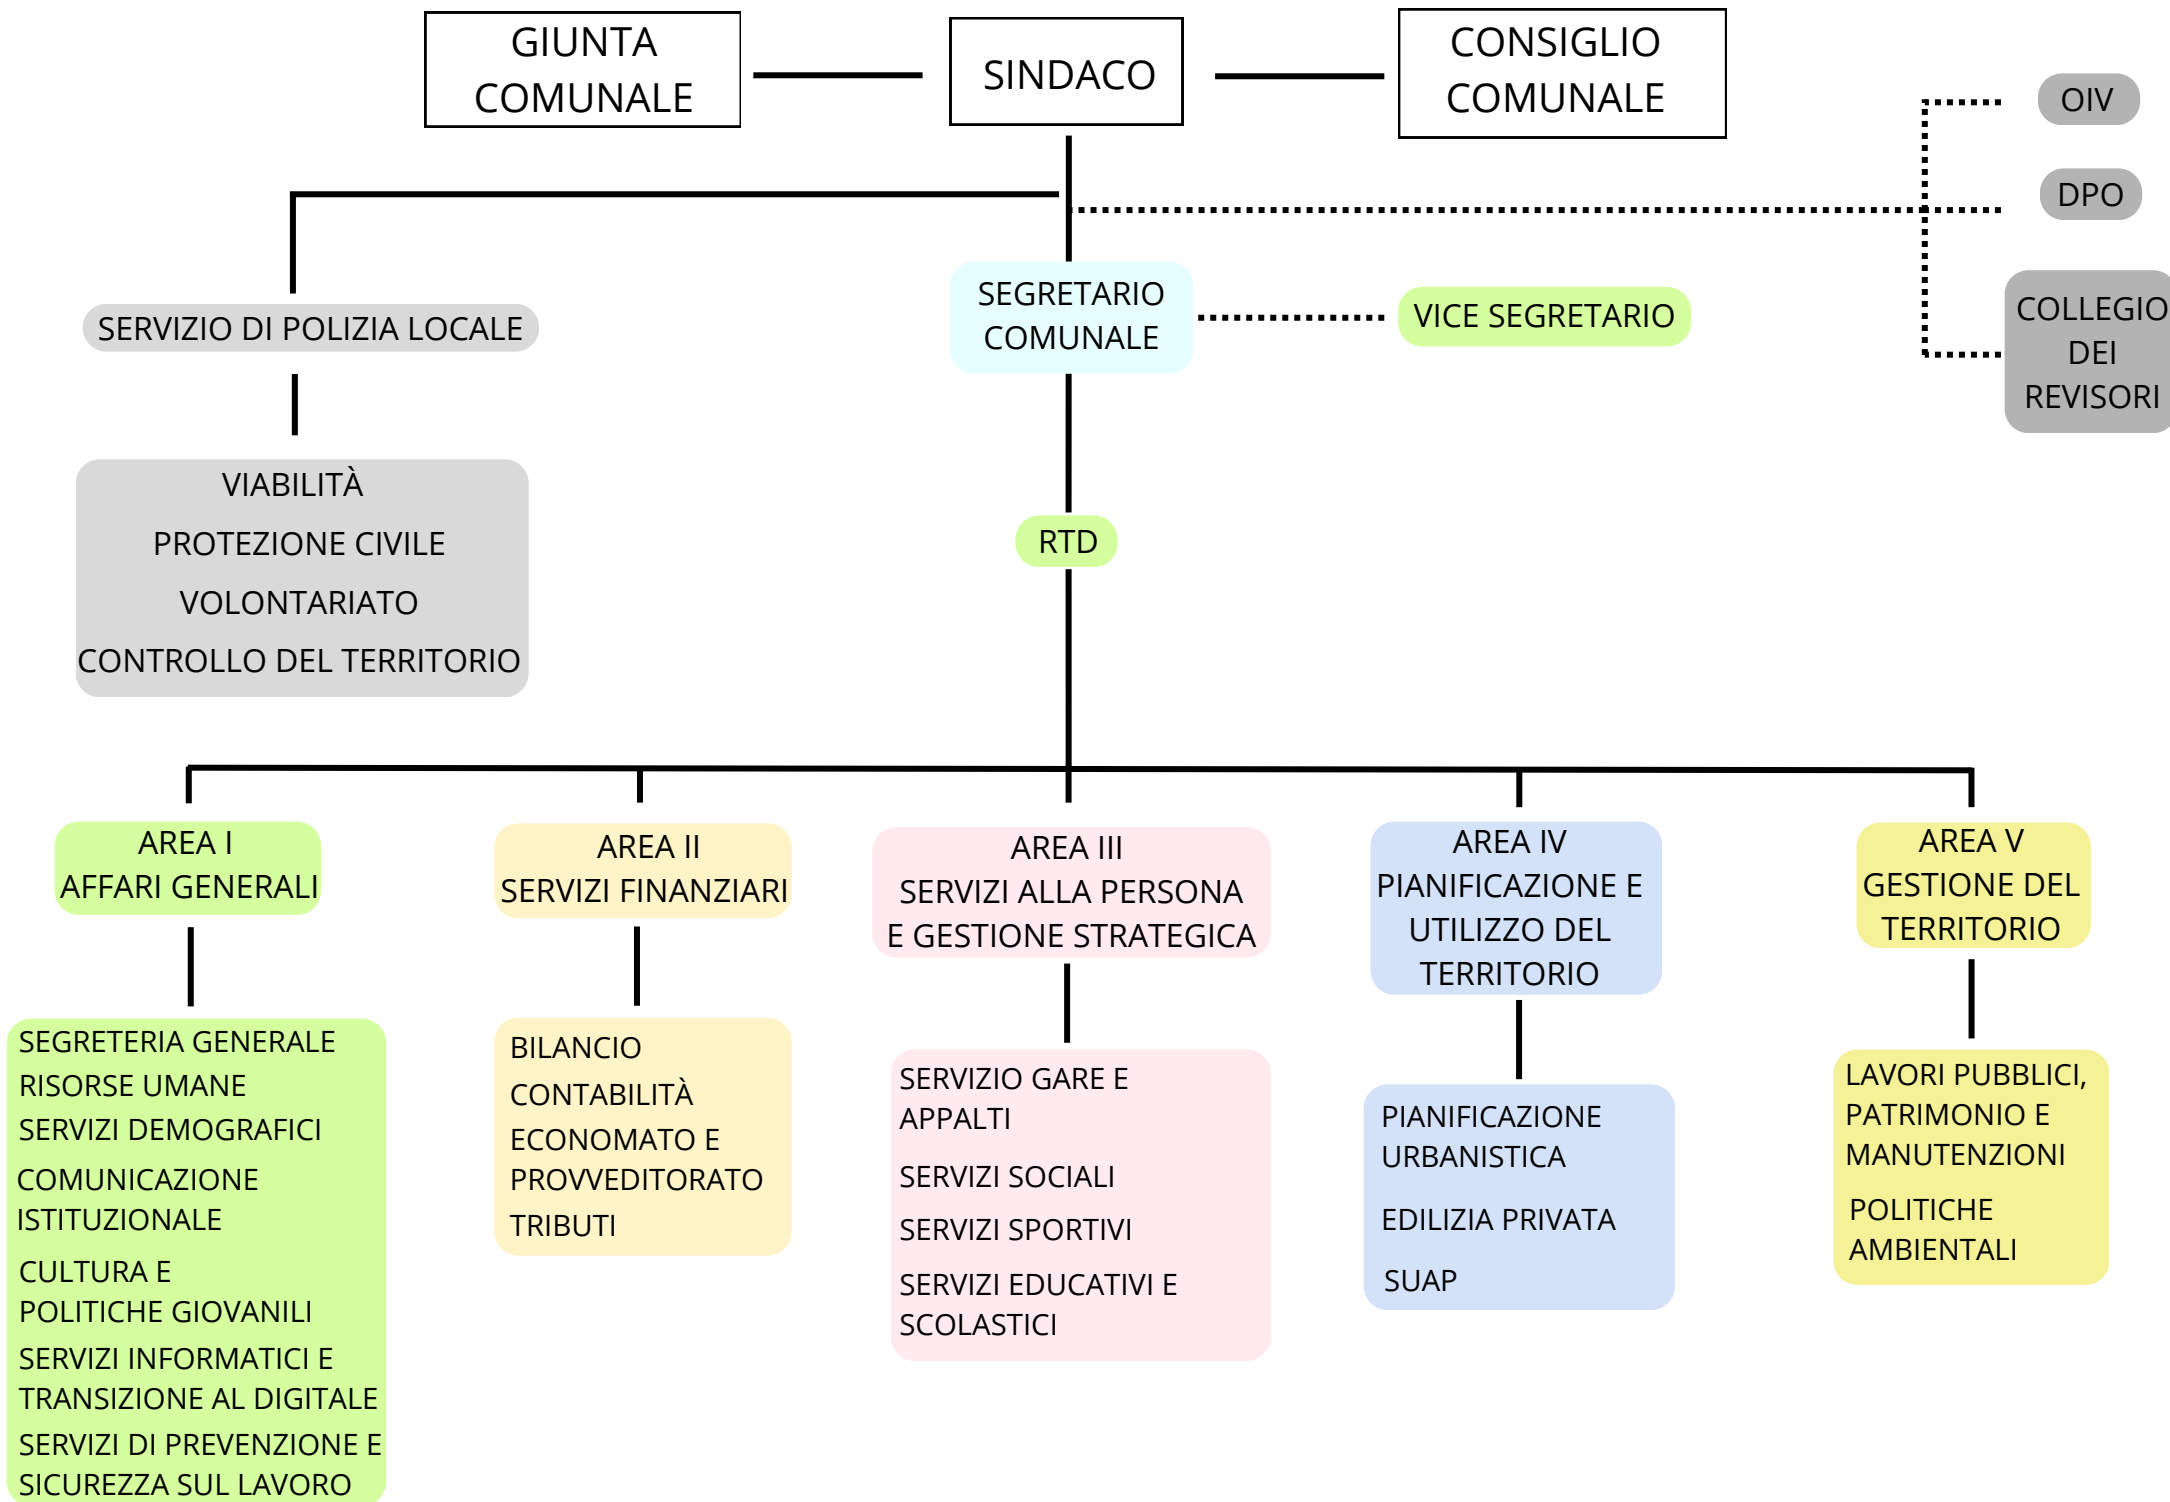 GIUNTA
COMUNALE
SINDACO
CONSIGLIO
COMUNALE
OIV
DPO
COLLEGIO
DEI
REVISORI
SERVIZIO DI POLIZIA LOCALE
SEGRETARIO
COMUNALE
VICE SEGRETARIO
VIABILITÀ
PROTEZIONE CIVILE
VOLONTARIATO
CONTROLLO DEL TERRITORIO
RTD
AREA I
AFFARI GENERALI
SEGRETERIA GENERALE
RISORSE UMANE
SERVIZI DEMOGRAFICI
COMUNICAZIONE
ISTITUZIONALE
CULTURA E
POLITICHE GIOVANILI
SERVIZI INFORMATICI E
TRANSIZIONE AL DIGITALE
SERVIZI DI PREVENZIONE E
SICUREZZA SUL LAVORO
AREA II
SERVIZI FINANZIARI
BILANCIO
CONTABILITÀ
ECONOMATO E
PROVVEDITORATO
TRIBUTI
AREA III
SERVIZI ALLA PERSONA
E GESTIONE STRATEGICA
SERVIZIO GARE E
APPALTI
SERVIZI SOCIALI
SERVIZI SPORTIVI
SERVIZI EDUCATIVI E
SCOLASTICI
AREA IV
PIANIFICAZIONE E
UTILIZZO DEL
TERRITORIO
PIANIFICAZIONE
URBANISTICA
EDILIZIA PRIVATA
SUAP
AREA V
GESTIONE DEL
TERRITORIO
LAVORI PUBBLICI,
PATRIMONIO E
MANUTENZIONI
POLITICHE
AMBIENTALI